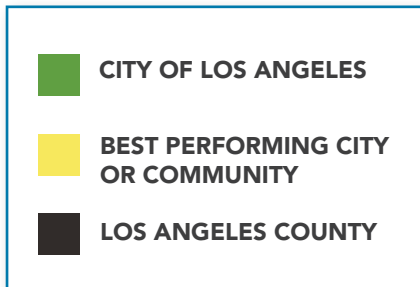 CITY OF LOS ANGELES
BEST PERFORMING CITY
OR COMMUNITY
LOS ANGELES COUNTY